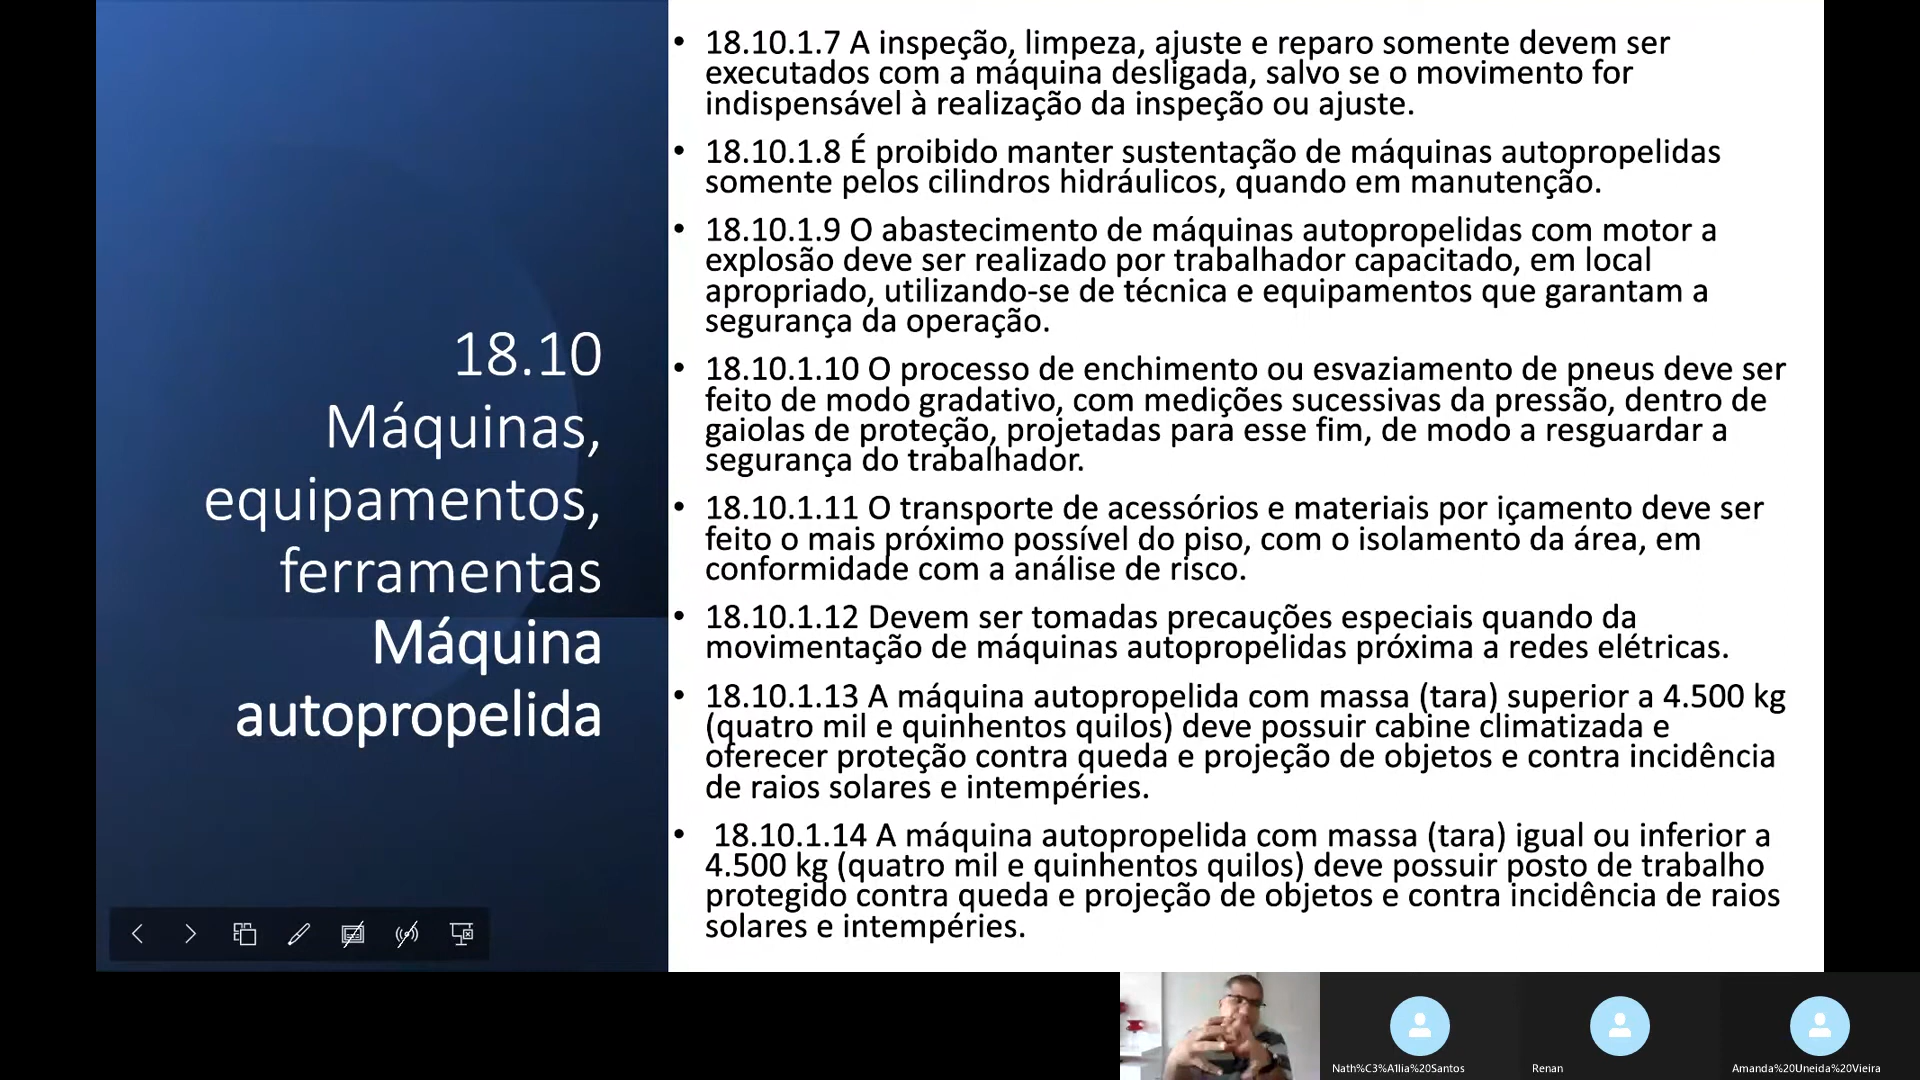 18.10
Máquinas,
equipamentos,
ferramentas
Máquina
autopropelida
• 18.10.1.7 A inspeção, limpeza, ajuste e reparo somente devem ser
executados com a máquina desligada, salvo se o movimento for
indispensável à realização da inspeção ou ajuste.
• 18.10.1.8 É proibido manter sustentação de máquinas autopropelidas
somente pelos cilindros hidráulicos, quando em manutenção.
• 18.10.1.9 O abastecimento de máquinas autopropelidas com motor a
explosão deve ser realizado por trabalhador capacitado, em local
apropriado, utilizando-se de técnica e equipamentos que garantam a
segurança da operação.
• 18.10.1.10 O processo de enchimento ou esvaziamento de pneus deve ser
feito de modo gradativo, com medições sucessivas da pressão, dentro de
gaiolas de proteção, projetadas para esse fim, de modo a resguardar a
segurança do trabalhador.
• 18.10.1.11 O transporte de acessórios e materiais por içamento deve ser
feito o mais próximo possível do piso, com o isolamento da área, em
conformidade com a análise de risco.
• 18.10.1.12 Devem ser tomadas precauções especiais quando da
movimentação de máquinas autopropelidas próxima a redes elétricas.
• 18.10.1.13 A máquina autopropelida com massa (tara) superior a 4.500 kg
(quatro mil e quinhentos quilos) deve possuir cabine climatizada e
oferecer proteção contra queda e projeção de objetos e contra incidência
de raios solares e intempéries.
• 18.10.1.14 A máquina autopropelida com massa (tara) igual ou inferior a
4.500 kg (quatro mil e quinhentos quilos) deve possuir posto de trabalho
protegido contra queda e projeção de objetos e contra incidência de raios
solares e intempéries.
Nath%C3%A1lia%20Santos
Renan
Amanda%20Uneida%20Vieira